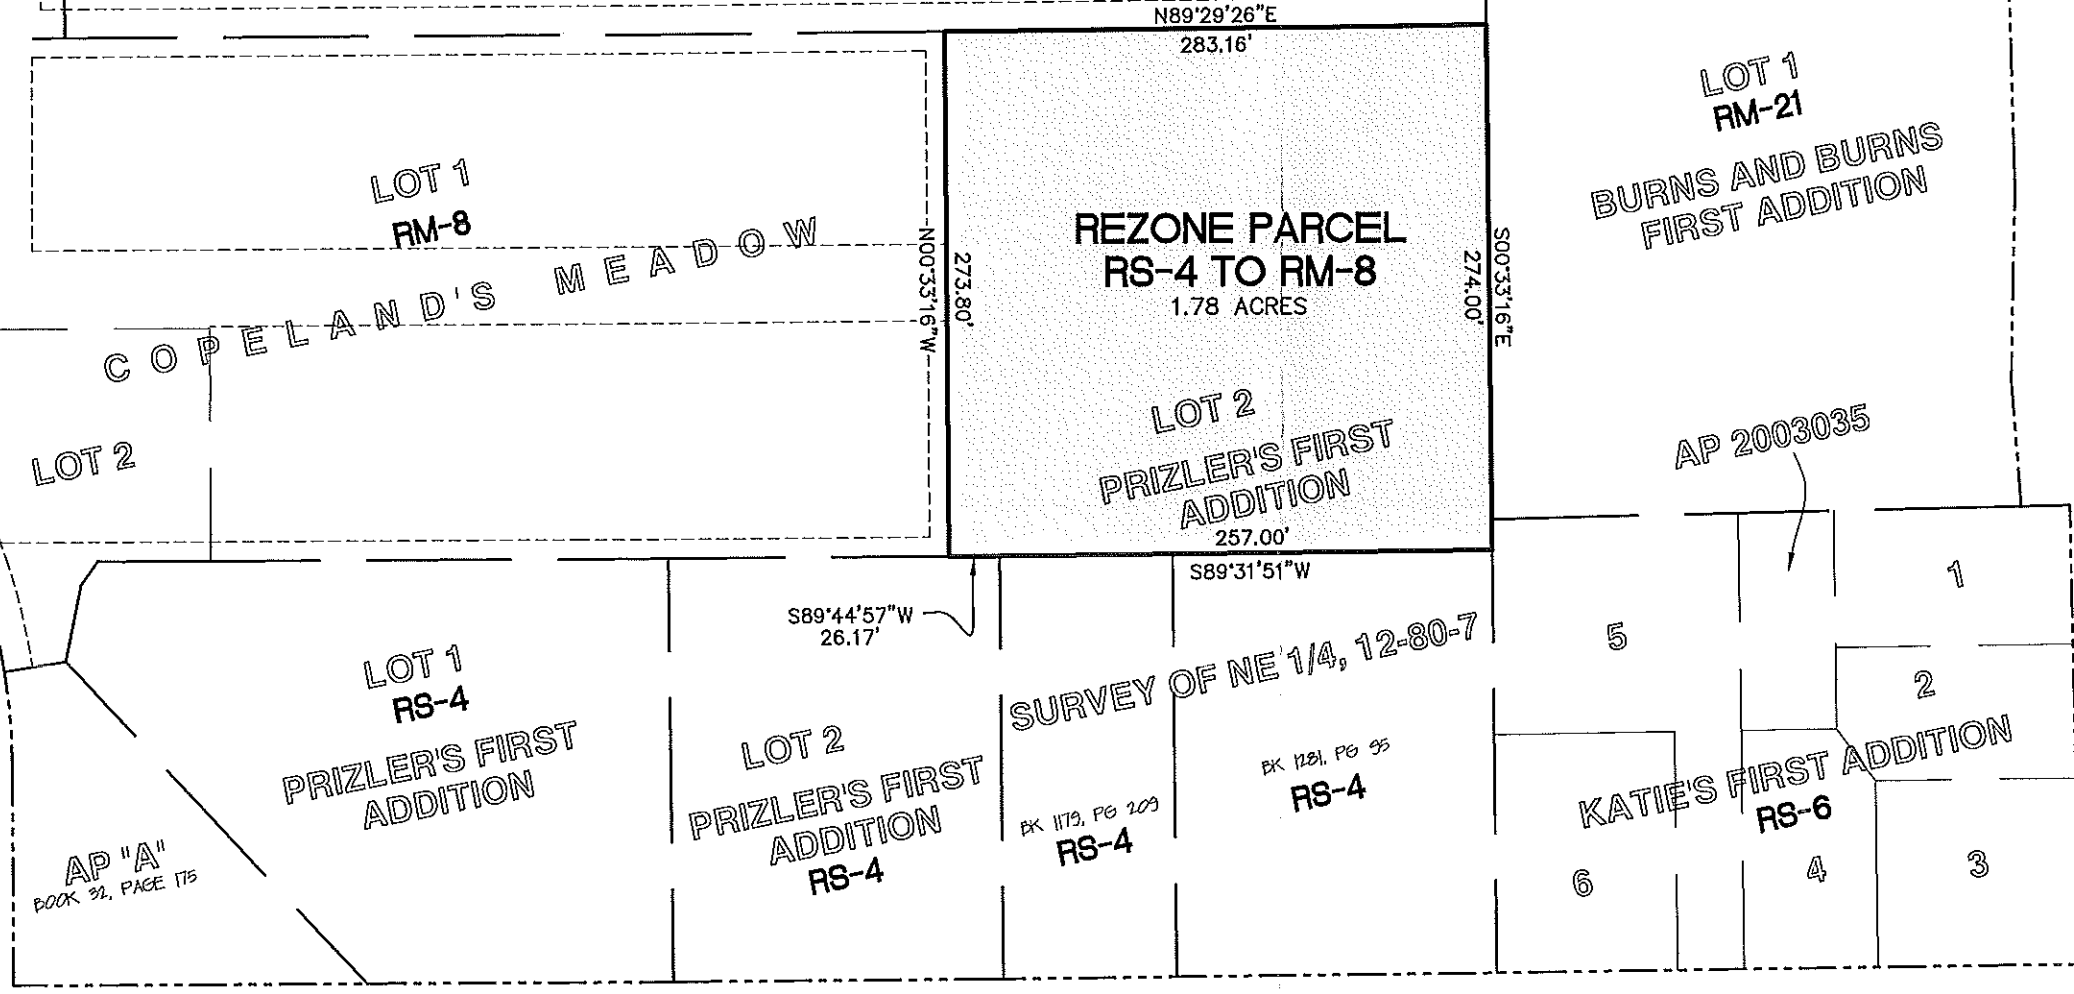 N89°29'26"E
283.16'
LOT 1
RM-21
BURNS AND BURNS
FIRST ADDITION
LOT 1
RM-8
COPELAND'S MEADOW
LOT 2
N00°33'16"W
273.80'
REZONE PARCEL
RS-4 TO RM-8
1.78 ACRES
274.00'
S00°33'16"E
LOT 2
PRIZLER'S FIRST
ADDITION
257.00'
S89°31'51"W
AP 2003035
S89°44'57"W
26.17'
LOT 1
RS-4
PRIZLER'S FIRST
ADDITION
AP "A"
BOOK 32, PAGE 175
LOT 2
PRIZLER'S FIRST
ADDITION
RS-4
SURVEY OF NE 1/4, 12-80-7
BK 1179, PG 209
RS-4
BK 1281, PG 95
RS-4
5
1
2
KATIE'S FIRST ADDITION
RS-6
6
4
3